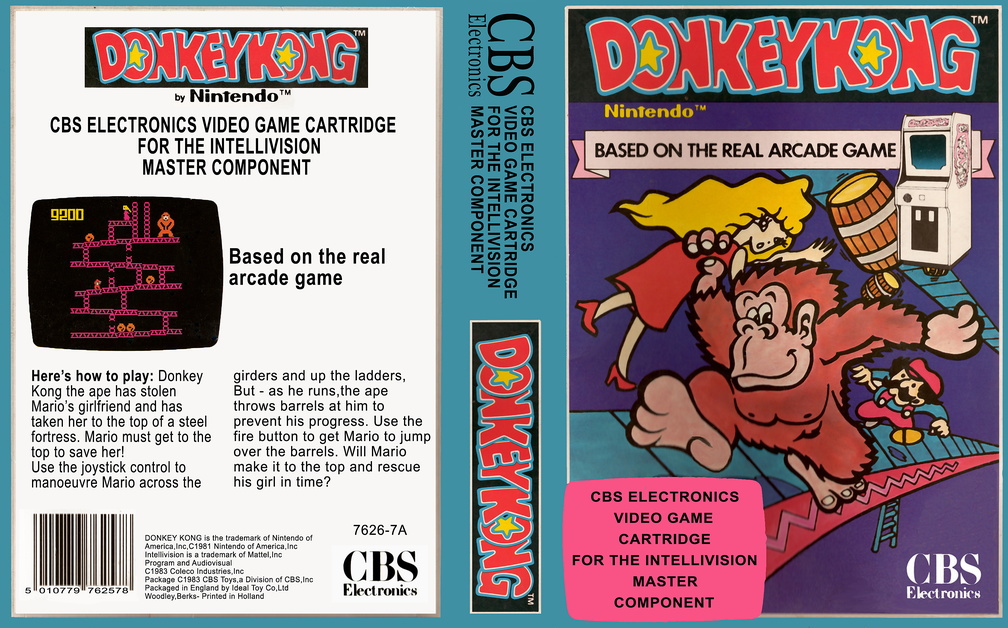 DONKEY KONG™
by Nintendo™
CBS ELECTRONICS VIDEO GAME CARTRIDGE
FOR THE INTELLIVISION
MASTER COMPONENT
9200
Based on the real
arcade game
Here's how to play: Donkey
Kong the ape has stolen
Mario's girlfriend and has
taken her to the top of a steel
fortress. Mario must get to the
top to save her!
Use the joystick control to
manoeuvre Mario across the
girders and up the ladders,
But - as he runs,the ape
throws barrels at him to
prevent his progress. Use the
fire button to get Mario to jump
over the barrels. Will Mario
make it to the top and rescue
his girl in time?
5 010779 762578
DONKEY KONG is the trademark of Nintendo of
America,Inc,C1981 Nintendo of America,Inc
Intellivision is a trademark of Mattel,Inc
Program and Audiovisual
C1983 Coleco Industries,Inc
Package C1983 CBS Toys,a Division of CBS,Inc
Packaged in England by Ideal Toy Co,Ltd
Woodley,Berks- Printed in Holland
7626-7A
CBS
Electronics
CBS
Electronics
CBS ELECTRONICS
VIDEO GAME CARTRIDGE
FOR THE INTELLIVISION
MASTER COMPONENT
DONKEY KONG™
DONKEY KONG™
Nintendo™
BASED ON THE REAL ARCADE GAME
CBS ELECTRONICS
VIDEO GAME
CARTRIDGE
FOR THE INTELLIVISION
MASTER
COMPONENT
CBS
Electronics